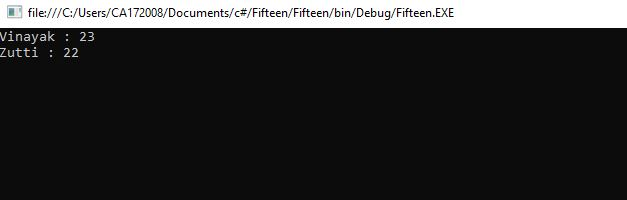 file:///C:/Users/CA172008/Documents/c#/Fifteen/Fifteen/bin/Debug/Fifteen.EXE
Vinayak : 23
Zutti : 22